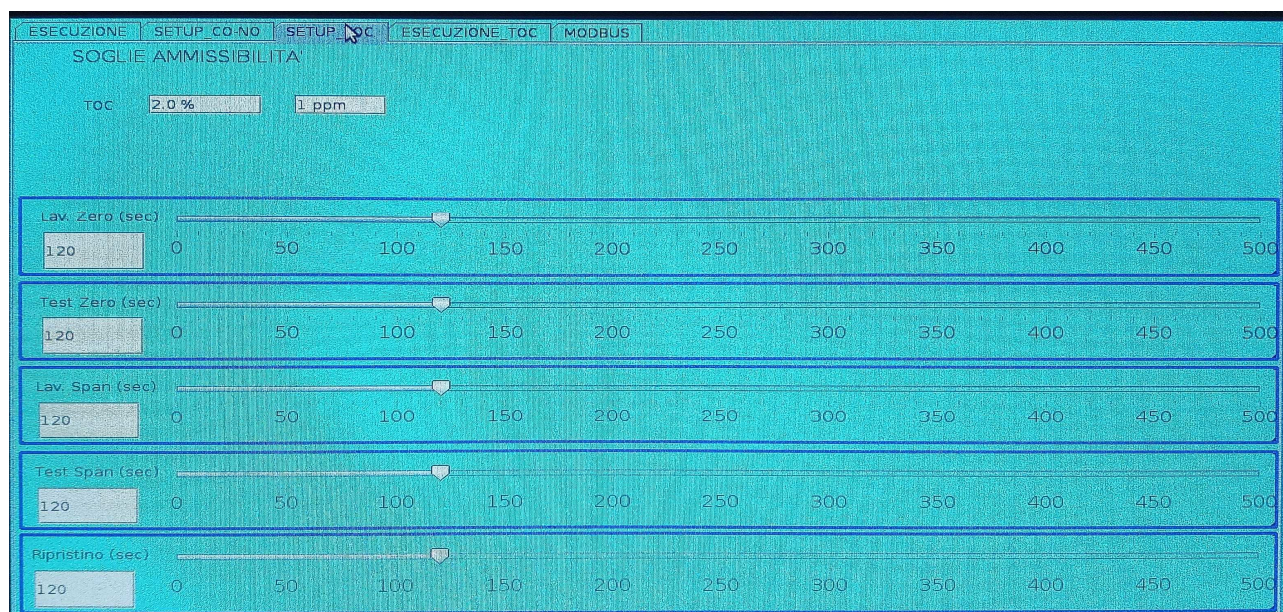 ESECUZIONE SETUP_CO-NO SETUP_TOC ESECUZIONE_TOC MODBUS
SOGLIE AMMISSIBILITA'
TOC 2.0 % 1 ppm
Lav. Zero (sec)
120 0 50 100 150 200 250 300 350 400 450 500
Test Zero (sec)
120 0 50 100 150 200 250 300 350 400 450 500
Lav. Span (sec)
120 0 50 100 150 200 250 300 350 400 450 500
Test Span (sec)
120 0 50 100 150 200 250 300 350 400 450 500
Ripristino (sec)
120 0 50 100 150 200 250 300 350 400 450 500